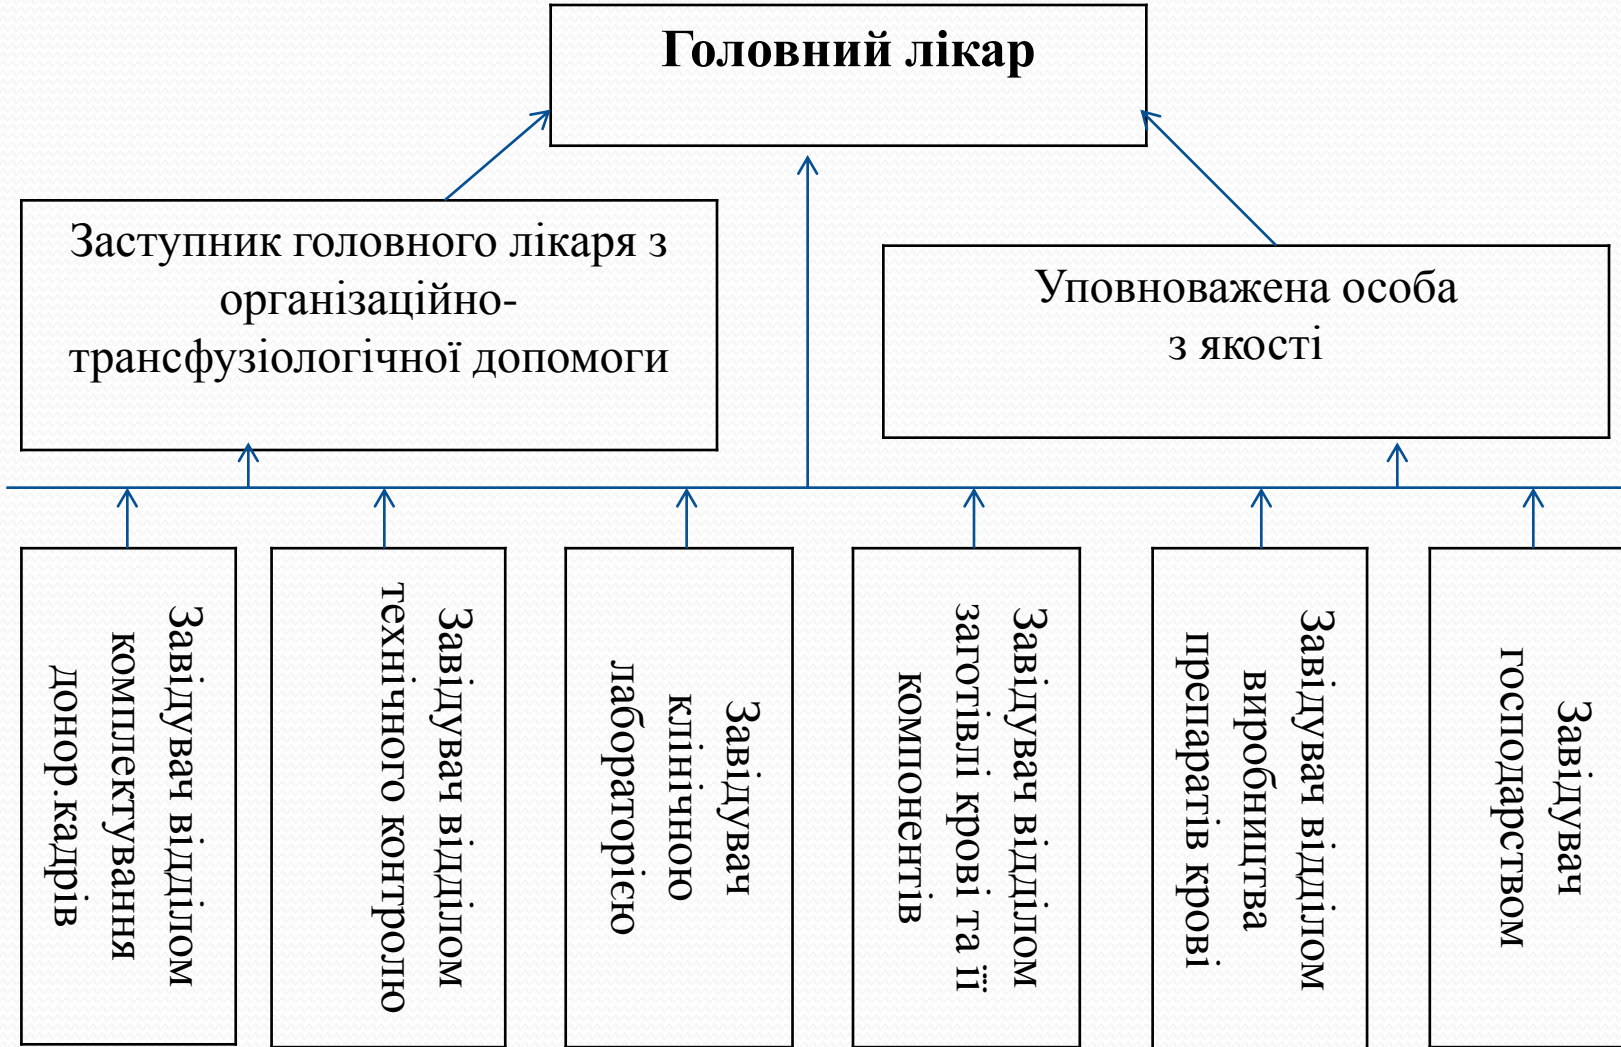 Головний лікар
Заступник головного лікаря з
організаційно-
трансфузіологічної допомоги
Уповноважена особа
з якості
Завідувач відділом
комплектування
донор.кадрів
Завідувач відділом
технічного контролю
Завідувач
клінічною
лабораторією
Завідувач відділом
заготівлі крові та її
компонентів
Завідувач відділом
виробництва
препаратів крові
Завідувач
господарством